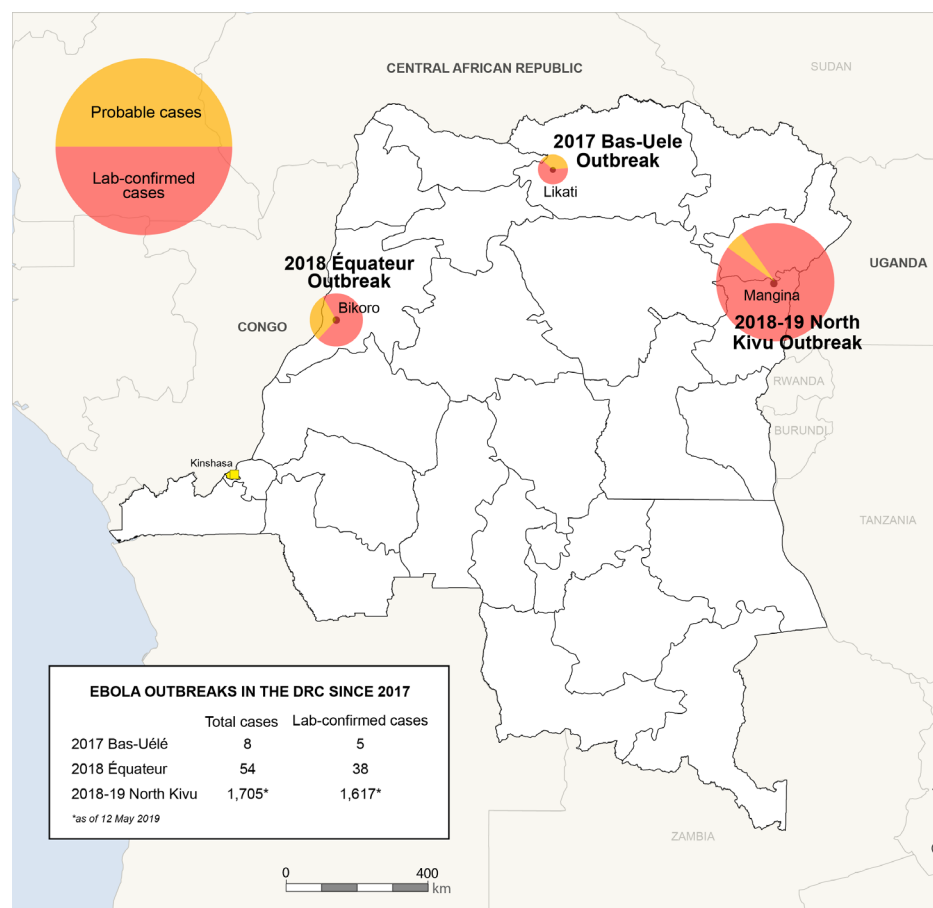 SUDAN
CENTRAL AFRICAN REPUBLIC
Probable cases
Lab-confirmed
cases
2017 Bas-Uele
Outbreak
Likati
2018 Équateur
Outbreak
Bikoro
CONGO
UGANDA
Mangina
2018-19 North
Kivu Outbreak
RWANDA
BURUNDI
Kinshasa
TANZANIA
EBOLA OUTBREAKS IN THE DRC SINCE 2017
Total cases Lab-confirmed cases
2017 Bas-Uélé 8 5
2018 Équateur 54 38
2018-19 North Kivu 1,705* 1,617*
*as of 12 May 2019
ZAMBIA
0 400
km